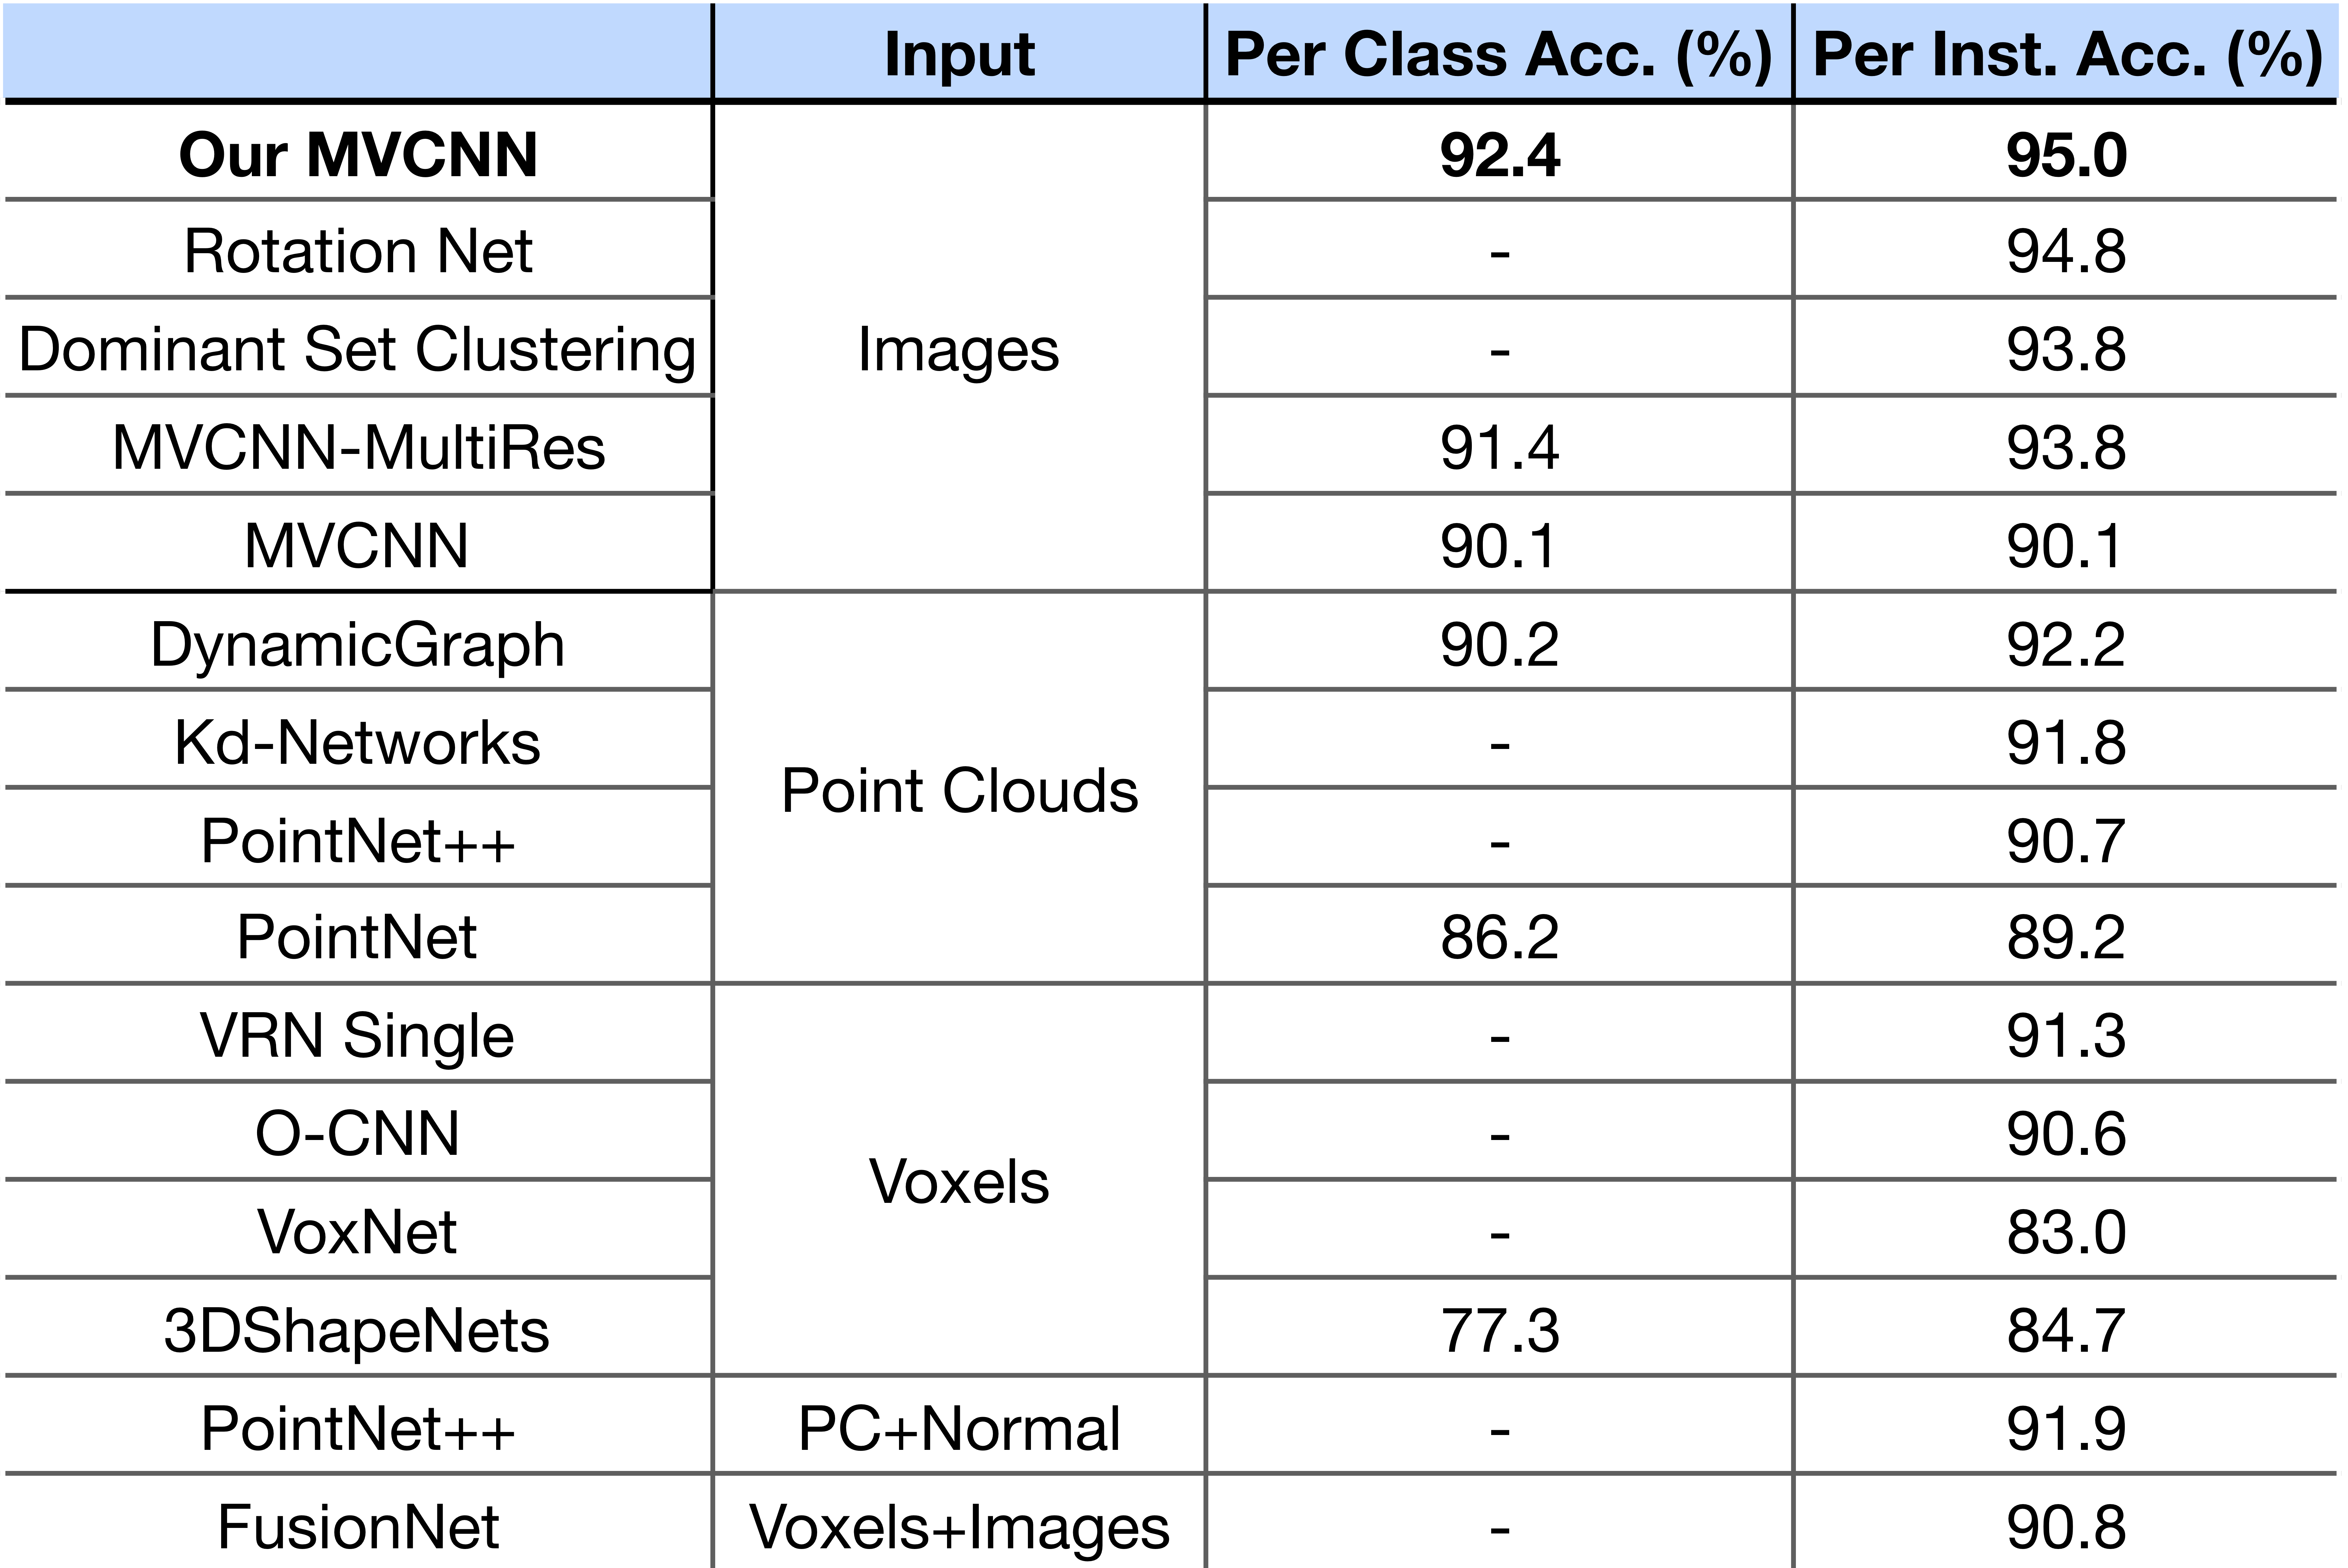 Input Per Class Acc. (%) Per Inst. Acc. (%)
Our MVCNN 92.4 95.0
Rotation Net - 94.8
Dominant Set Clustering Images - 93.8
MVCNN-MultiRes 91.4 93.8
MVCNN 90.1 90.1
DynamicGraph 90.2 92.2
Kd-Networks - 91.8
Point Clouds
PointNet++ - 90.7
PointNet 86.2 89.2
VRN Single - 91.3
O-CNN - 90.6
Voxels
VoxNet - 83.0
3DShapeNets 77.3 84.7
PointNet++ PC+Normal - 91.9
FusionNet Voxels+Images - 90.8